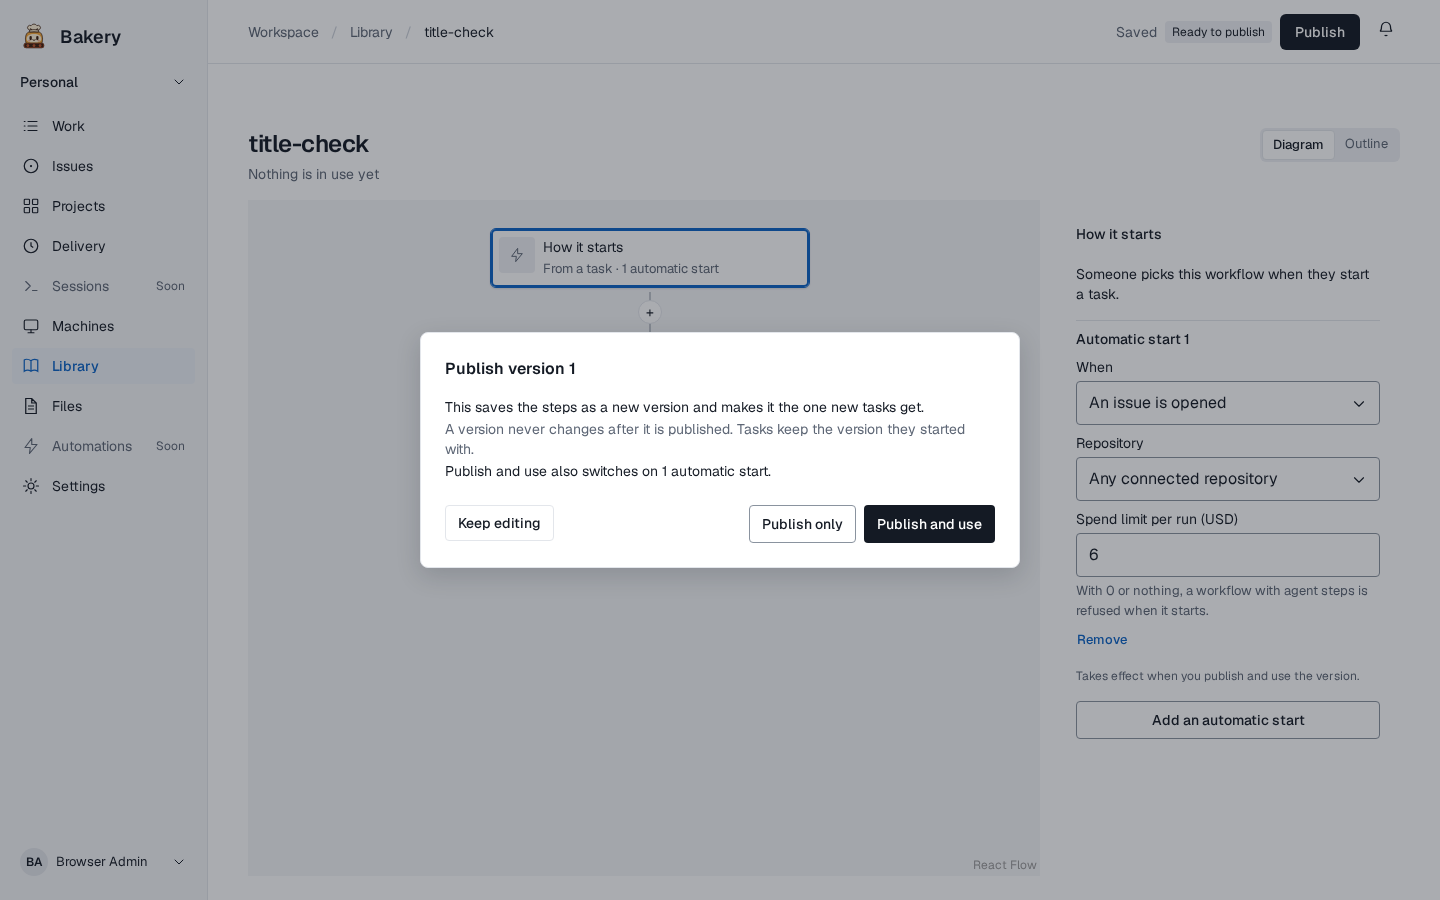 Bakery
Personal
Work
Issues
Projects
Delivery
Sessions Soon
Machines
Library
Files
Automations Soon
Settings
BA Browser Admin
Workspace / Library / title-check
Saved Ready to publish Publish
title-check
Nothing is in use yet
Diagram Outline
How it starts
From a task · 1 automatic start
+
Publish version 1
This saves the steps as a new version and makes it the one new tasks get.
A version never changes after it is published. Tasks keep the version they started
with.
Publish and use also switches on 1 automatic start.
Keep editing Publish only Publish and use
React Flow
How it starts
Someone picks this workflow when they start
a task.
Automatic start 1
When
An issue is opened
Repository
Any connected repository
Spend limit per run (USD)
6
With 0 or nothing, a workflow with agent steps is
refused when it starts.
Remove
Takes effect when you publish and use the version.
Add an automatic start